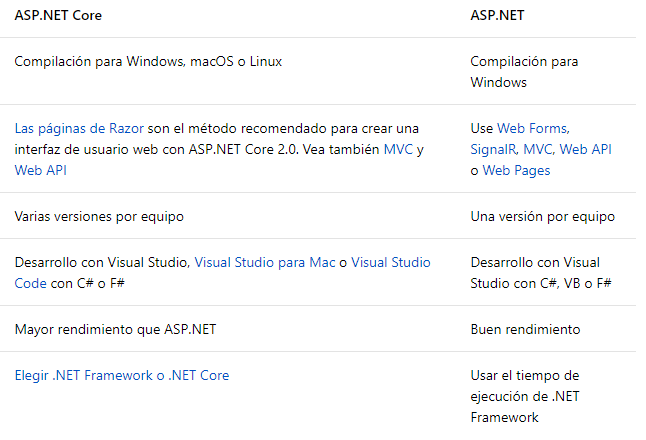 ASP.NET Core ASP.NET
Compilación para Windows, macOS o Linux
Compilación para
Windows
Las páginas de Razor son el método recomendado para crear una
interfaz de usuario web con ASP.NET Core 2.0. Vea también MVC y
Web API
Use Web Forms,
SignalR, MVC, Web API
o Web Pages
Varias versiones por equipo
Una versión por equipo
Desarrollo con Visual Studio, Visual Studio para Mac o Visual Studio
Code con C# o F#
Desarrollo con Visual
Studio con C#, VB o F#
Mayor rendimiento que ASP.NET
Buen rendimiento
Elegir .NET Framework o .NET Core
Usar el tiempo de
ejecución de .NET
Framework